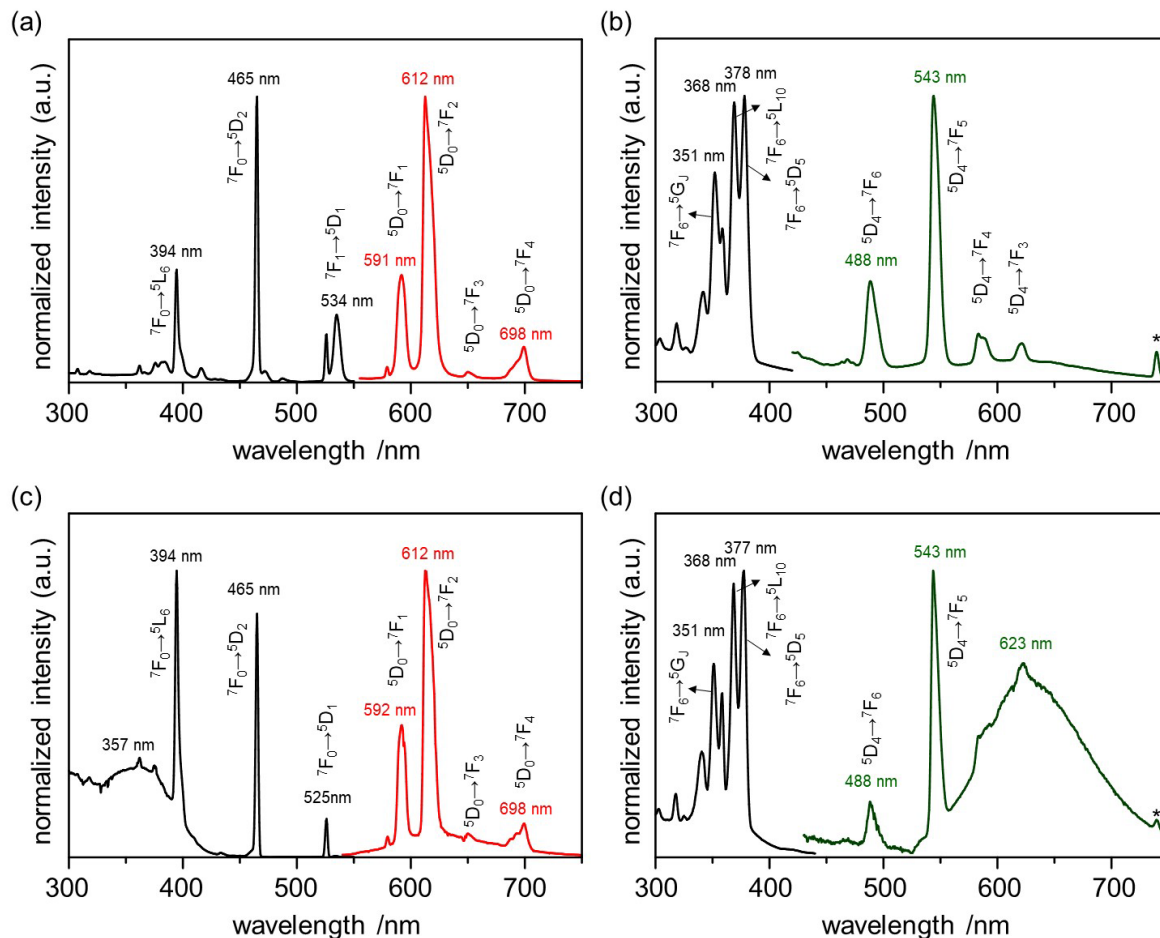 (a)
normalized intensity (a.u.)
394 nm
⁷F₀→⁵L₆
465 nm
⁷F₀→⁵D₂
⁷F₁→⁵D₁
534 nm
591 nm
⁵D₀→⁷F₁
612 nm
⁵D₀→⁷F₂
⁵D₀→⁷F₃
⁵D₀→⁷F₄
698 nm
300 400 500 600 700
wavelength /nm
(b)
normalized intensity (a.u.)
351 nm
⁷F₆→⁵G_J
368 nm
378 nm
⁷F₆→⁵L₁₀
⁷F₆→⁵D₅
488 nm
⁵D₄→⁷F₆
543 nm
⁵D₄→⁷F₅
⁵D₄→⁷F₄
⁵D₄→⁷F₃
*
300 400 500 600 700
wavelength /nm
(c)
normalized intensity (a.u.)
357 nm
394 nm
⁷F₀→⁵L₆
465 nm
⁷F₀→⁵D₂
⁷F₀→⁵D₁
525nm
592 nm
⁵D₀→⁷F₁
612 nm
⁵D₀→⁷F₂
⁵D₀→⁷F₃
⁵D₀→⁷F₄
698 nm
300 400 500 600 700
wavelength /nm
(d)
normalized intensity (a.u.)
351 nm
⁷F₆→⁵G_J
368 nm
377 nm
⁷F₆→⁵L₁₀
⁷F₆→⁵D₅
488 nm
⁵D₄→⁷F₆
543 nm
⁵D₄→⁷F₅
623 nm
*
300 400 500 600 700
wavelength /nm